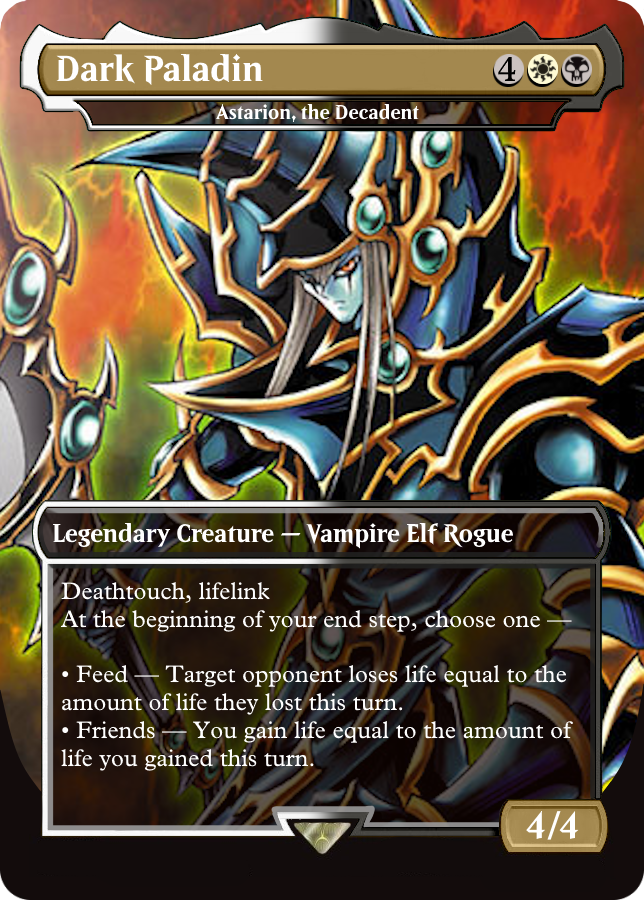 Dark Paladin 4
Astarion, the Decadent
Legendary Creature — Vampire Elf Rogue
Deathtouch, lifelink
At the beginning of your end step, choose one —
• Feed — Target opponent loses life equal to the
amount of life they lost this turn.
• Friends — You gain life equal to the amount of
life you gained this turn.
4/4